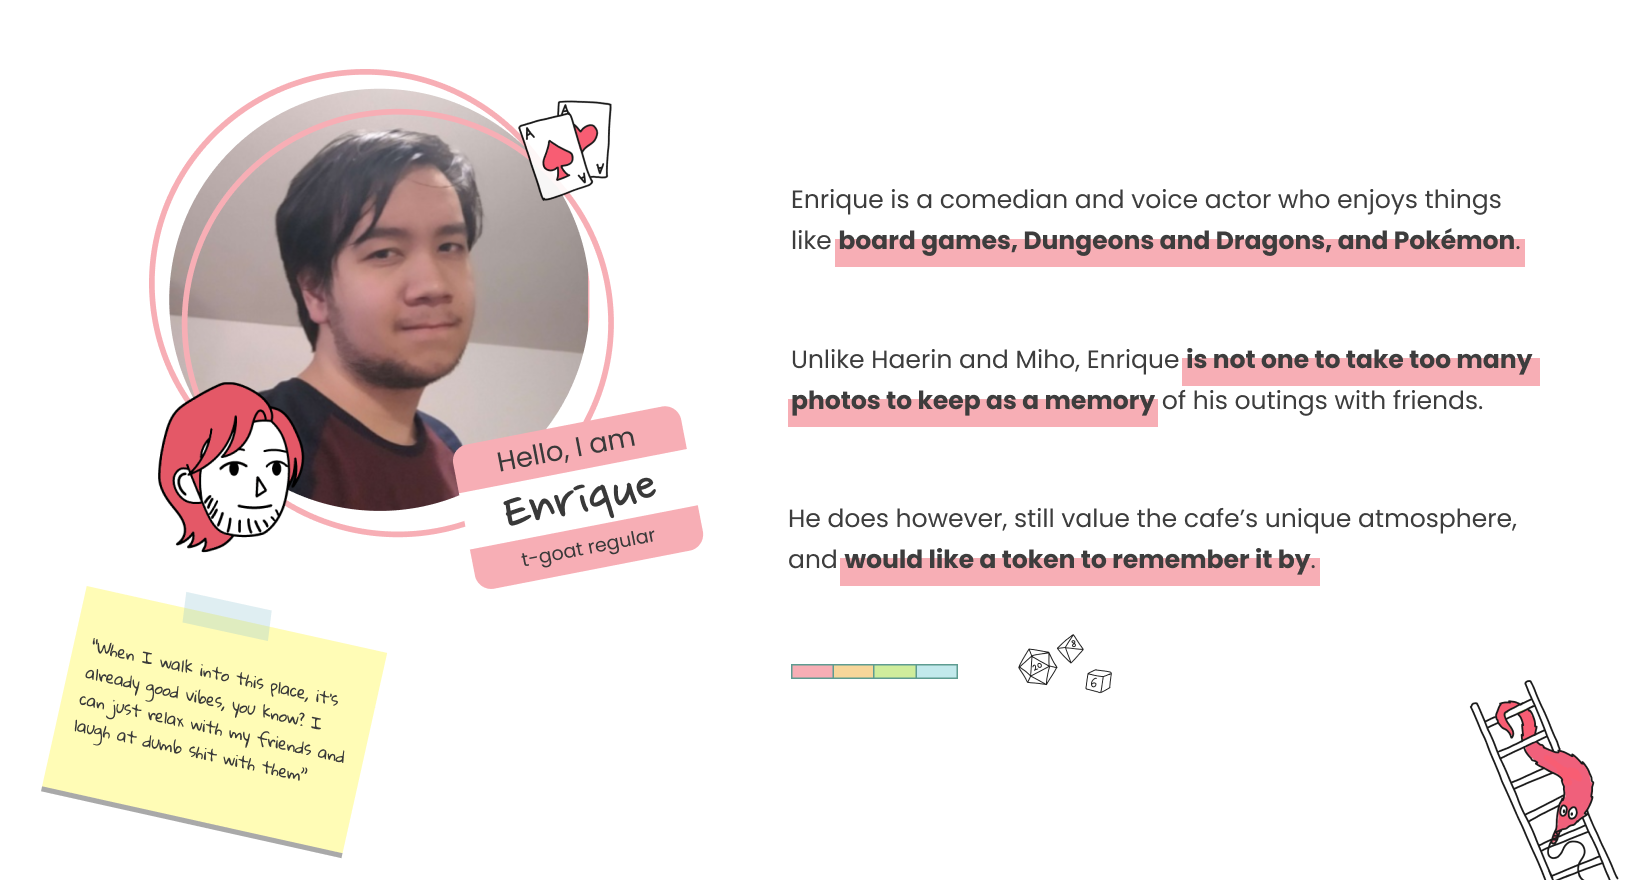 A
A
A
A
Hello, I am
Enrique
t-goat regular
"When I walk into this place, it's
already good vibes, you know? I
can just relax with my friends and
laugh at dumb shit with them"
Enrique is a comedian and voice actor who enjoys things
like board games, Dungeons and Dragons, and Pokémon.
Unlike Haerin and Miho, Enrique is not one to take too many
photos to keep as a memory of his outings with friends.
He does however, still value the cafe’s unique atmosphere,
and would like a token to remember it by.
20
8
6